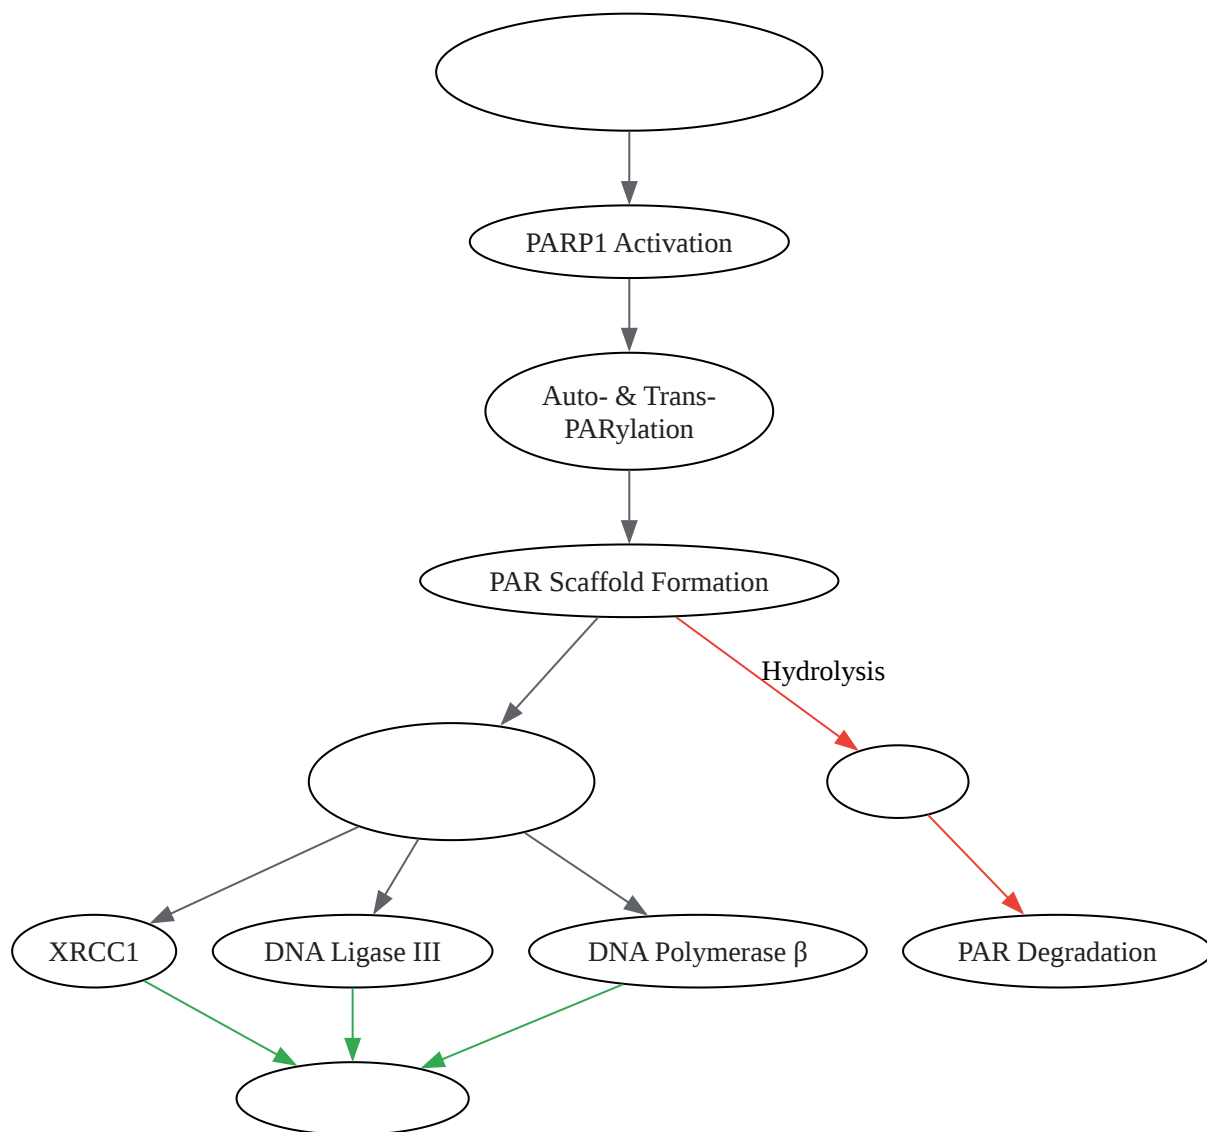 PARP1 Activation
Auto- & Trans-
PARylation
PAR Scaffold Formation
Hydrolysis
XRCC1
DNA Ligase III
DNA Polymerase β
PAR Degradation